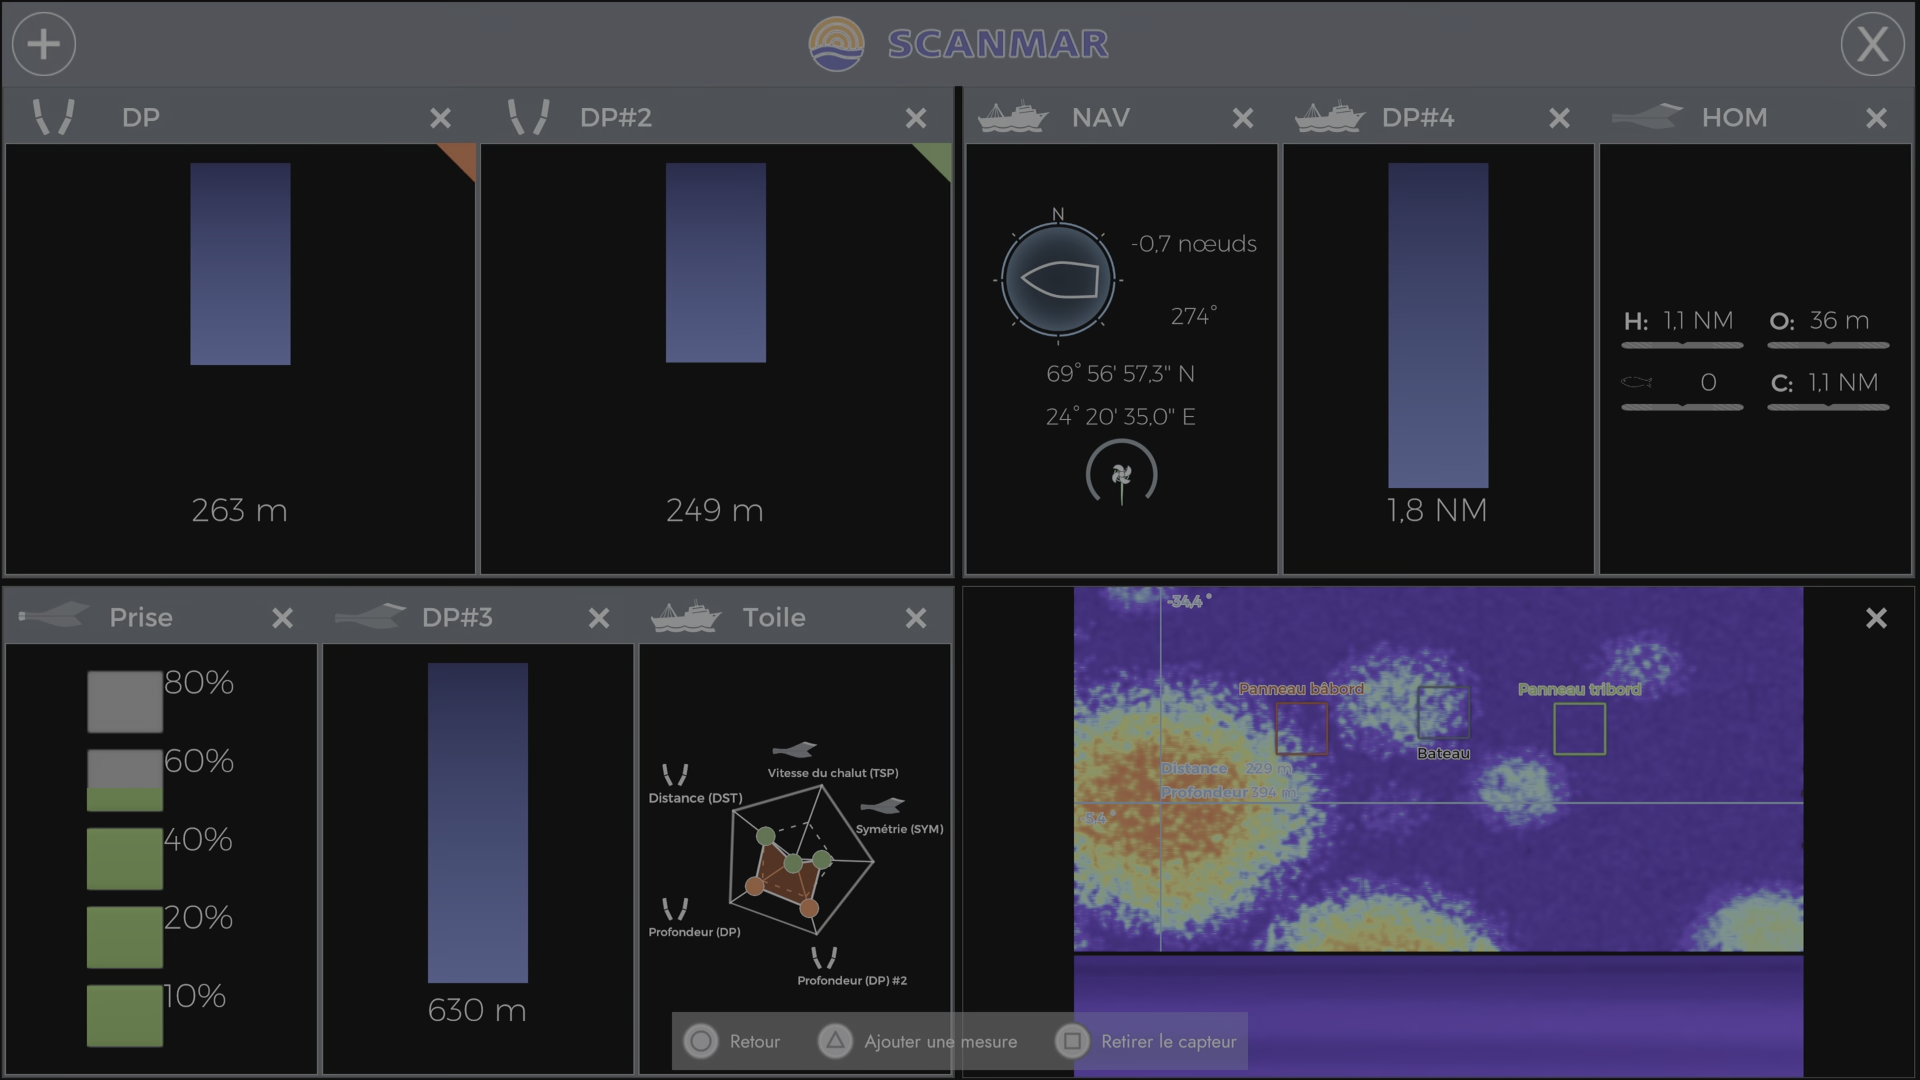 SCANMAR
X
DP
DP#2
NAV
DP#4
HOM
263 m
249 m
N
-0,7 nœuds
274°
69° 56' 57,3" N
24° 20' 35,0" E
1,8 NM
H: 1,1 NM
O: 36 m
0
C: 1,1 NM
Prise
DP#3
Toile
80%
60%
40%
20%
10%
630 m
Vitesse du chalut (TSP)
Distance (DST)
Symétrie (SYM)
Profondeur (DP)
Profondeur (DP) #2
-34,4 °
Panneau bâbord
Panneau tribord
Bateau
Distance 229 m
Profondeur 394 m
-5,4 °
Retour
Ajouter une mesure
Retirer le capteur